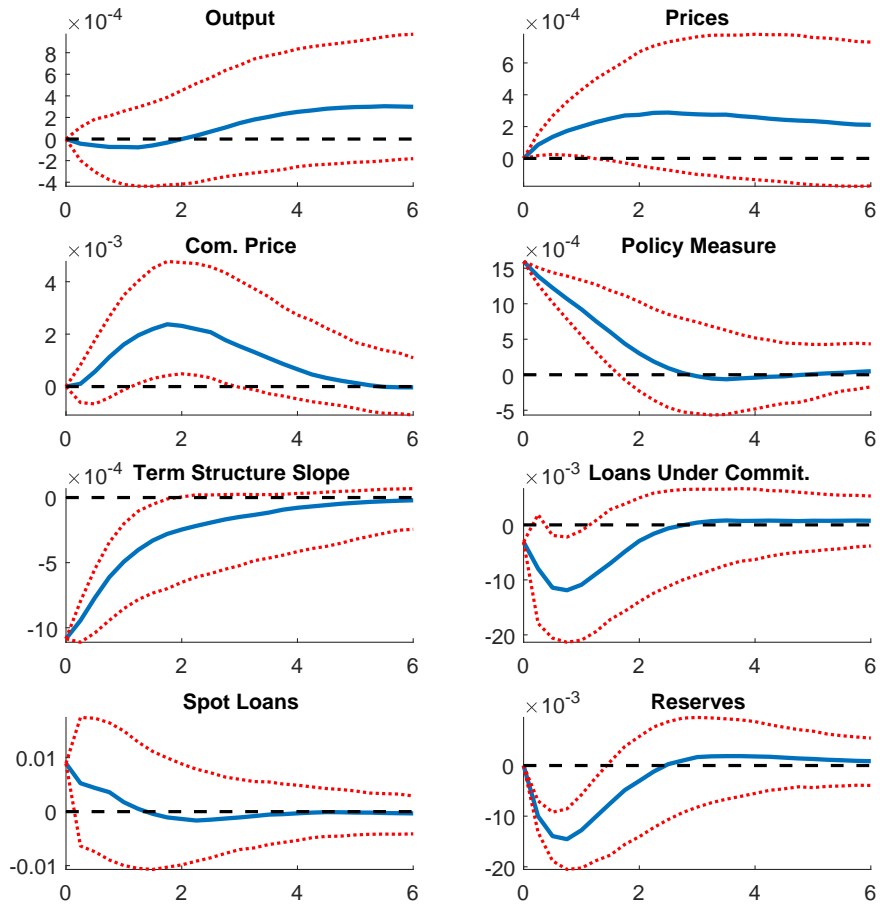 Output
×10⁻⁴
8
6
4
2
0
-2
-4
0 2 4 6
Prices
×10⁻⁴
6
4
2
0
0 2 4 6
Com. Price
×10⁻³
4
2
0
0 2 4 6
Policy Measure
×10⁻⁴
15
10
5
0
-5
0 2 4 6
Term Structure Slope
×10⁻⁴
0
-5
-10
0 2 4 6
Loans Under Commit.
×10⁻³
0
-10
-20
0 2 4 6
Spot Loans
0.01
0
-0.01
0 2 4 6
Reserves
×10⁻³
0
-10
-20
0 2 4 6